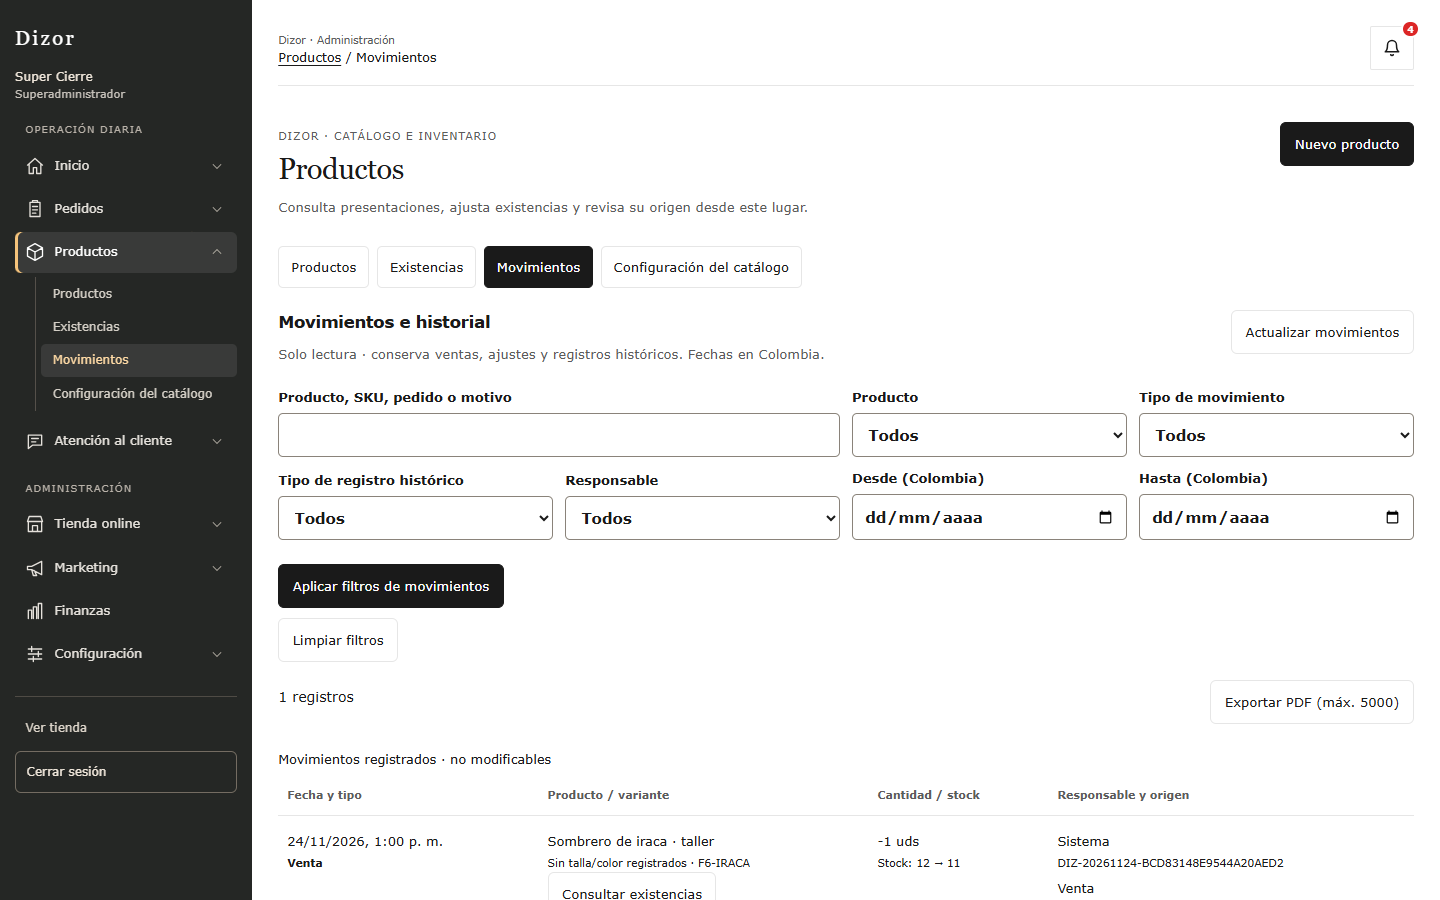 Dizor
Super Cierre
Superadministrador
OPERACIÓN DIARIA
Inicio
Pedidos
Productos
Productos
Existencias
Movimientos
Configuración del catálogo
Atención al cliente
ADMINISTRACIÓN
Tienda online
Marketing
Finanzas
Configuración
Ver tienda
Cerrar sesión
Dizor · Administración
Productos / Movimientos
4
DIZOR · CATÁLOGO E INVENTARIO
Productos
Consulta presentaciones, ajusta existencias y revisa su origen desde este lugar.
Nuevo producto
Productos
Existencias
Movimientos
Configuración del catálogo
Movimientos e historial
Solo lectura · conserva ventas, ajustes y registros históricos. Fechas en Colombia.
Actualizar movimientos
Producto, SKU, pedido o motivo
Producto
Todos
Tipo de movimiento
Todos
Tipo de registro histórico
Todos
Responsable
Todos
Desde (Colombia)
dd/mm/aaaa
Hasta (Colombia)
dd/mm/aaaa
Aplicar filtros de movimientos
Limpiar filtros
1 registros
Exportar PDF (máx. 5000)
Movimientos registrados · no modificables
Fecha y tipo
Producto / variante
Cantidad / stock
Responsable y origen
24/11/2026, 1:00 p. m.
Venta
Sombrero de iraca · taller
Sin talla/color registrados · F6-IRACA
Consultar existencias
-1 uds
Stock: 12 → 11
Sistema
DIZ-20261124-BCD83148E9544A20AED2
Venta